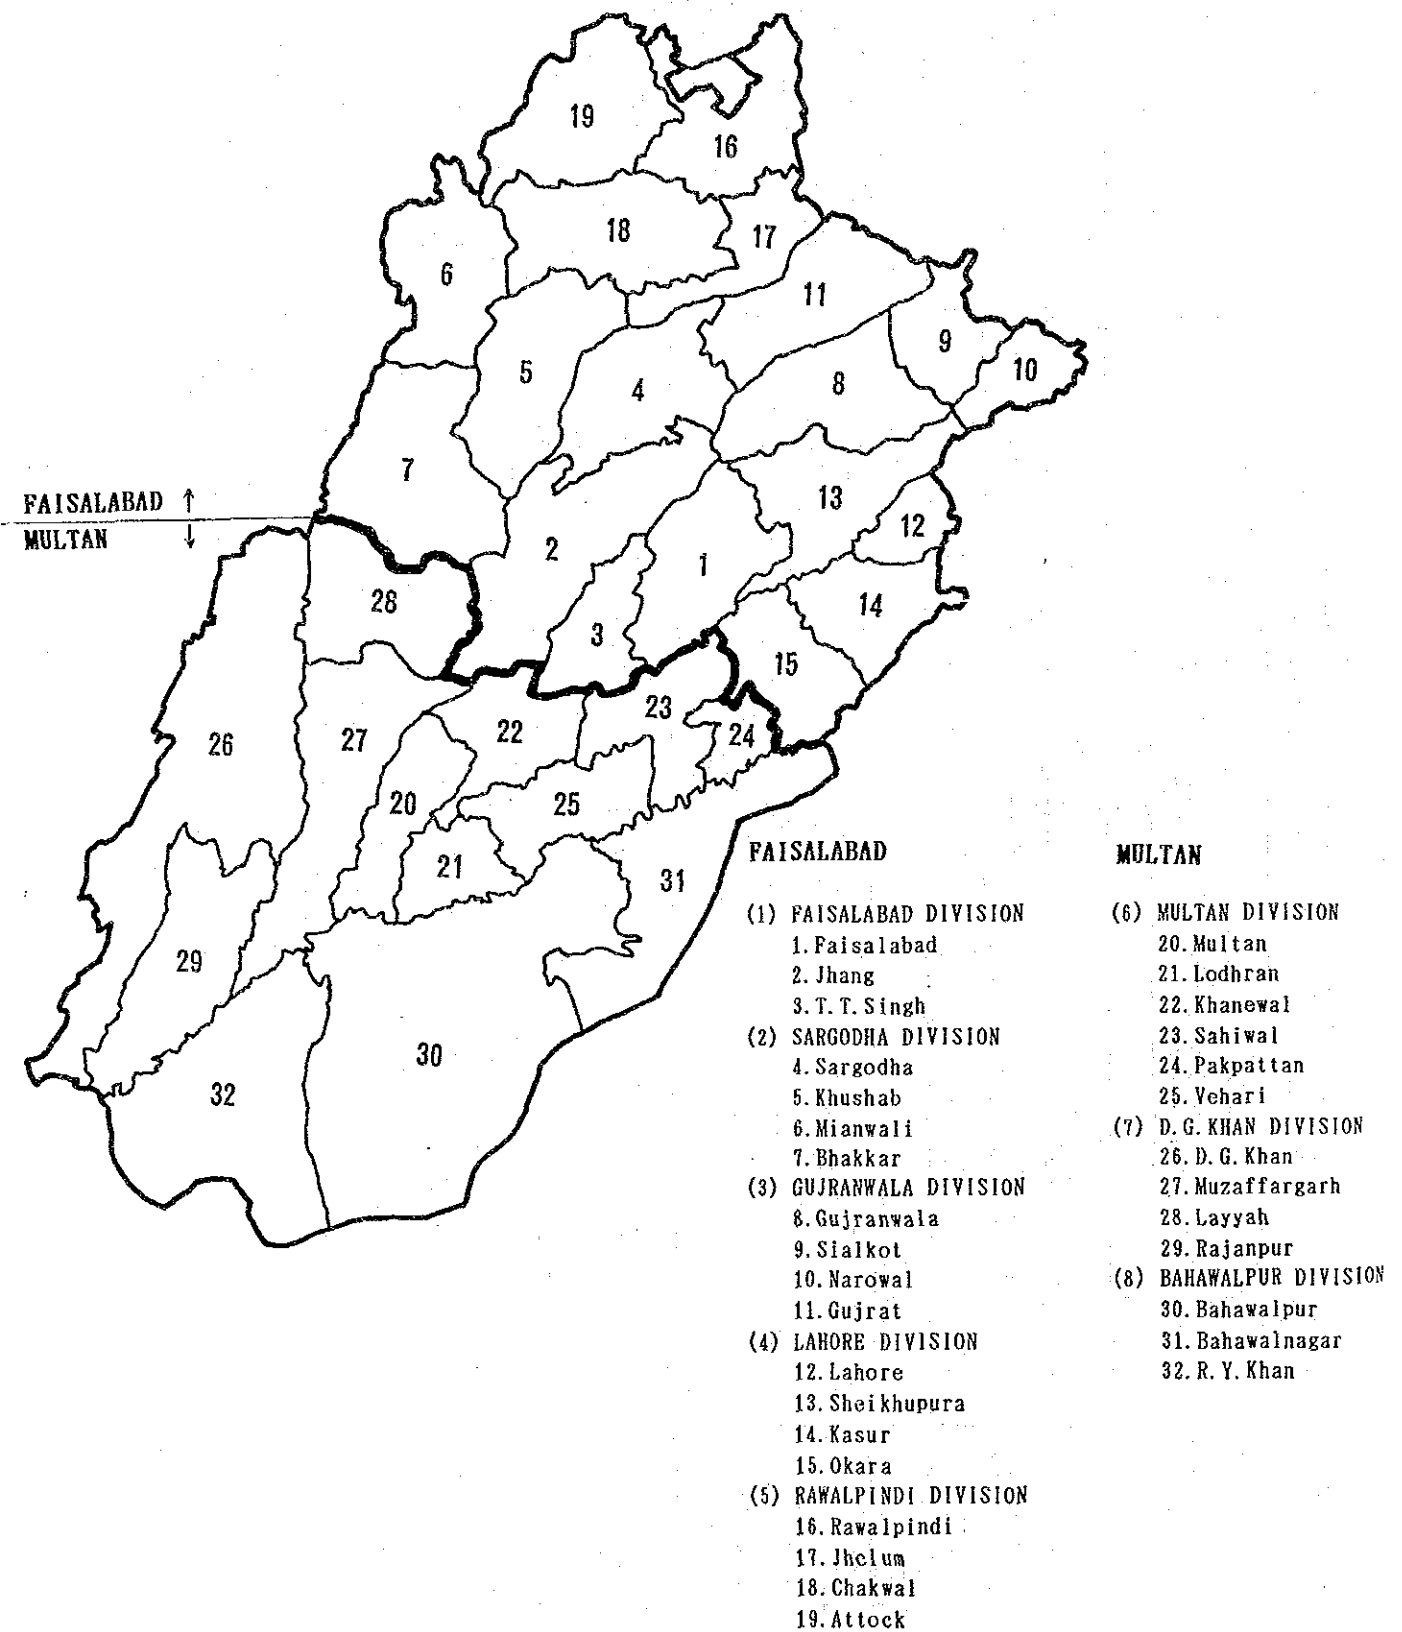 19
16
18
17
6
11
9
10
5
4
8
7
13
FAISALABAD ↑
MULTAN ↓
12
2
1
28
14
3
15
23
22
24
27
26
20
25
21
31
29
30
32
FAISALABAD
(1) FAISALABAD DIVISION
1. Faisalabad
2. Jhang
3. T. T. Singh
(2) SARGODHA DIVISION
4. Sargodha
5. Khushab
6. Mianwali
7. Bhakkar
(3) GUJRANWALA DIVISION
8. Gujranwala
9. Sialkot
10. Narowal
11. Gujrat
(4) LAHORE DIVISION
12. Lahore
13. Sheikhupura
14. Kasur
15. Okara
(5) RAWALPINDI DIVISION
16. Rawalpindi
17. Jhelum
18. Chakwal
19. Attock
MULTAN
(6) MULTAN DIVISION
20. Multan
21. Lodhran
22. Khanewal
23. Sahiwal
24. Pakpattan
25. Vehari
(7) D. G. KHAN DIVISION
26. D. G. Khan
27. Muzaffargarh
28. Layyah
29. Rajanpur
(8) BAHAWALPUR DIVISION
30. Bahawalpur
31. Bahawalnagar
32. R. Y. Khan